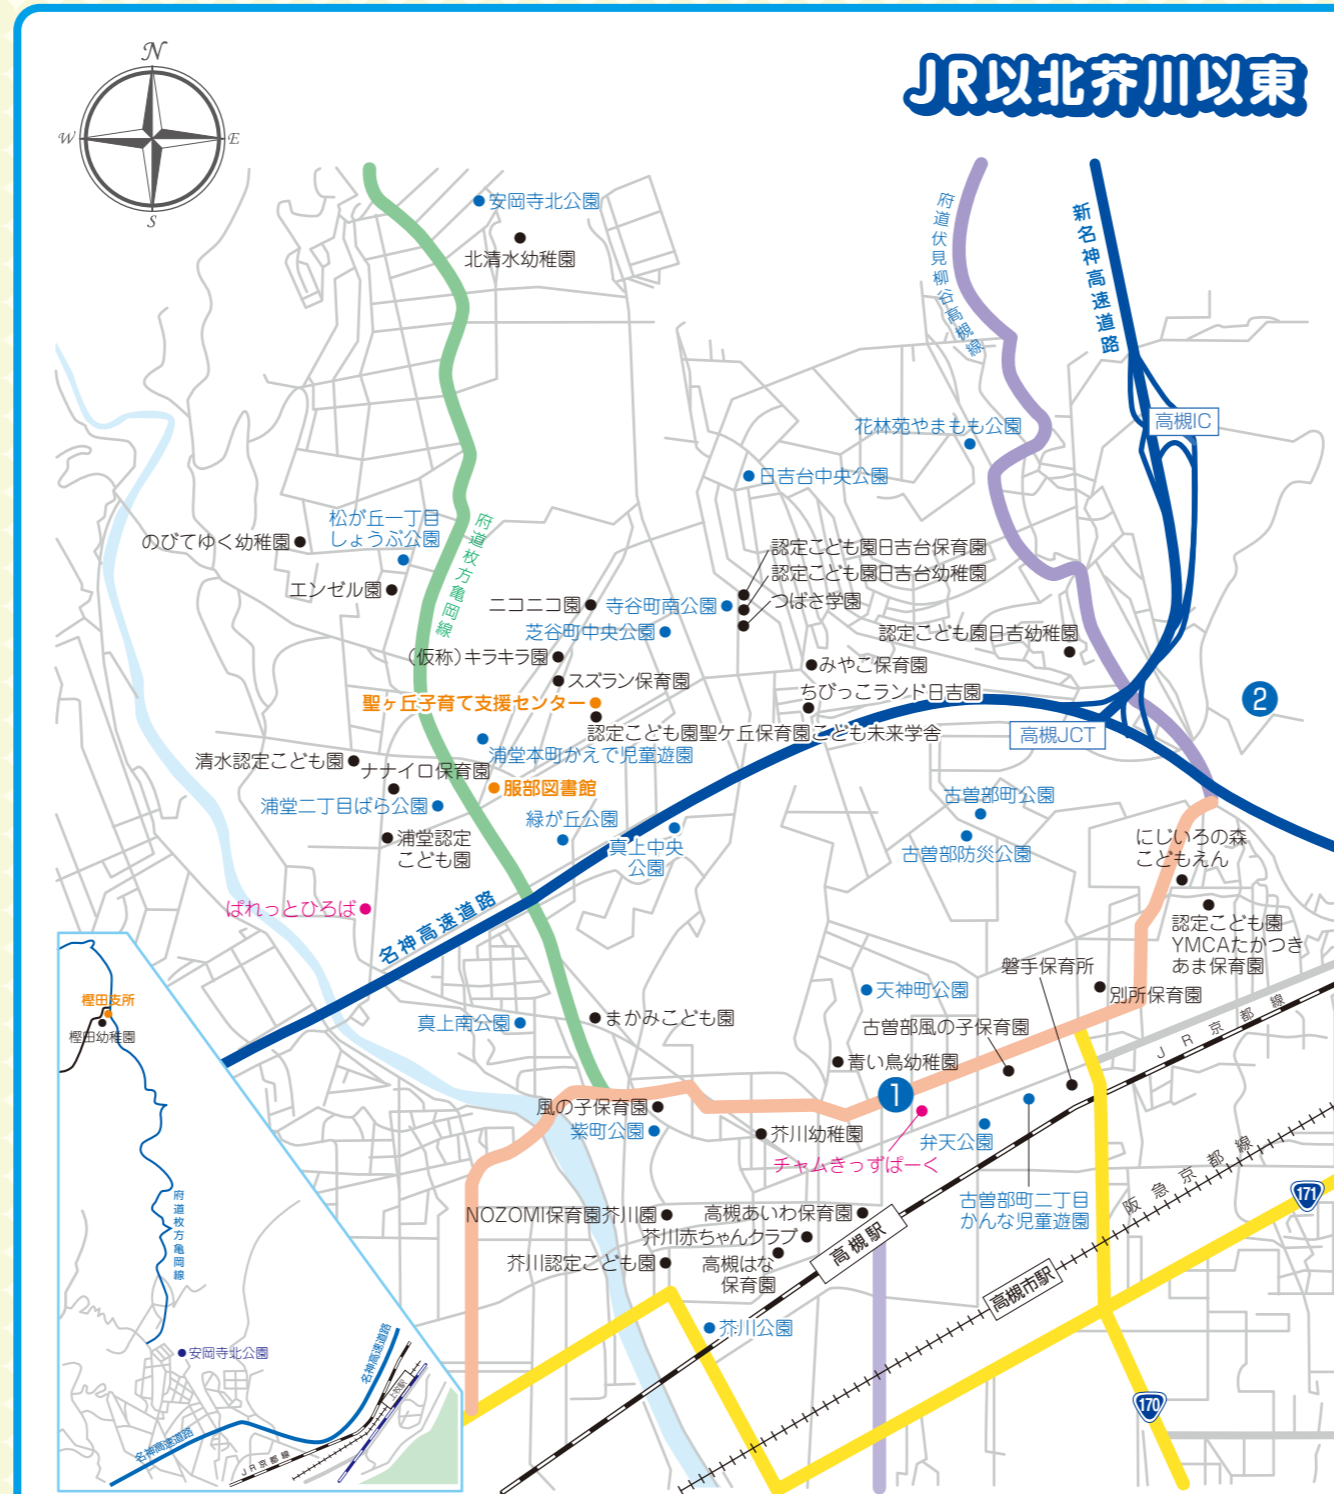 JR以北芥川以東
N
W
E
S
安岡寺北公園
北清水幼稚園
府道伏見柳谷高槻線
新名神高速道路
高槻IC
花林苑やまもも公園
日吉台中央公園
松が丘一丁目
しょうぶ公園
のびてゆく幼稚園
エンゼル園
府道枚方亀岡線
認定こども園日吉台保育園
認定こども園日吉台幼稚園
つばさ学園
ニコニコ園
寺谷町南公園
芝谷町中央公園
認定こども園日吉幼稚園
(仮称)キラキラ園
みやこ保育園
スズラン保育園
ちびっこランド日吉園
聖ヶ丘子育て支援センター
2
認定こども園聖ケ丘保育園こども未来学舎
高槻JCT
浦堂本町かえで児童遊園
清水認定こども園
ナナイロ保育園
服部図書館
浦堂二丁目ばら公園
古曽部町公園
緑が丘公園
浦堂認定
こども園
真上中央
公園
古曽部防災公園
にじいろの森
こどもえん
ぱれっとひろば
名神高速道路
認定こども園
YMCAたかつき
あま保育園
磐手保育所
別所保育園
天神町公園
樫田支所
樫田幼稚園
真上南公園
まかみこども園
古曽部風の子保育園
JR京都線
青い鳥幼稚園
1
風の子保育園
紫町公園
芥川幼稚園
弁天公園
チャムきっずぱーく
阪急京都線
古曽部町二丁目
かんな児童遊園
171
府道枚方亀岡線
NOZOMI保育園芥川園
高槻あいわ保育園
芥川赤ちゃんクラブ
高槻駅
芥川認定こども園
高槻はな
保育園
高槻市駅
芥川公園
安岡寺北公園
名神高速道路
上牧駅
170
名神高速道路
JR京都線